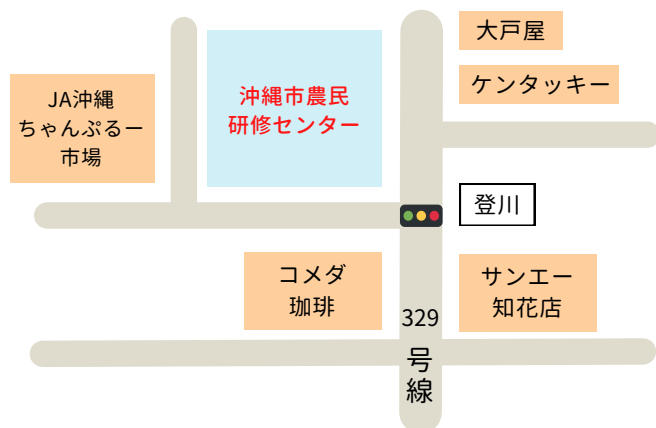 大戸屋
ケンタッキー
JA沖縄
ちゃんぷるー
市場
沖縄市農民
研修センター
登川
コメダ
珈琲
サンエー
知花店
329
号
線